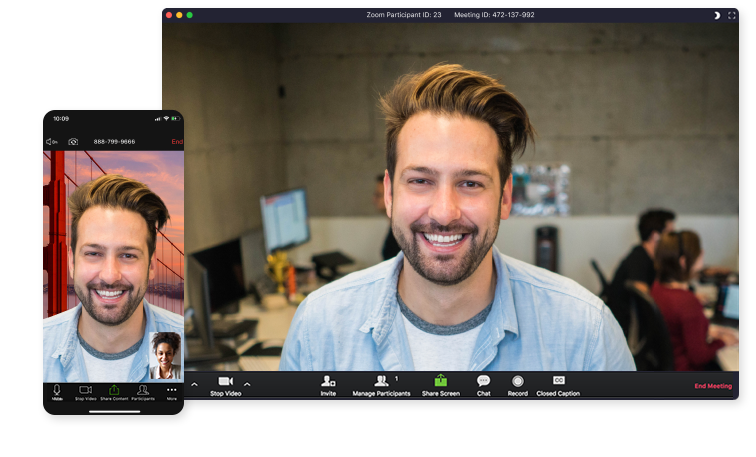 Zoom Participant ID: 23 Meeting ID: 472-137-992
10:09
888-799-9666
End
Stop Video
Share Content
Participants
More
Stop Video
Invite
Manage Participants
1
Share Screen
Chat
Record
CC
Closed Caption
End Meeting